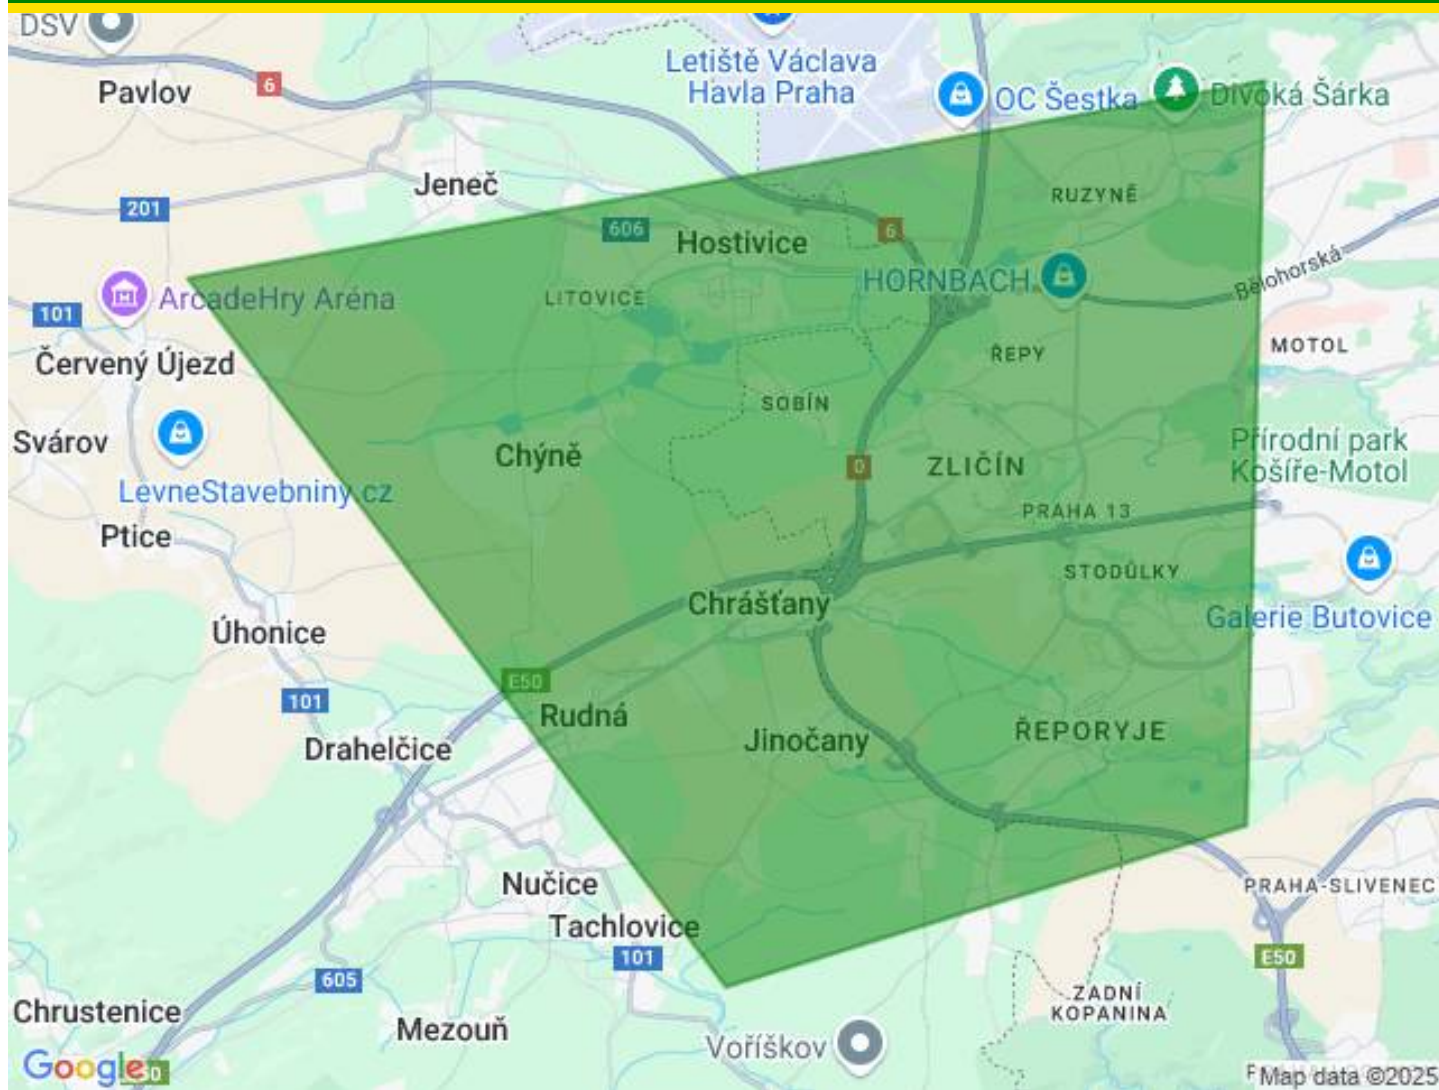 DSV
Letiště Václava
Havla Praha
6
Pavlov
OC Šestka
Divoká Šárka
Jeneč
RUZYNĚ
201
606
6
Hostivice
Bělohorská
HORNBACH
ArcadeHry Aréna
LITOVICE
101
MOTOL
ŘEPY
Červený Újezd
SOBÍN
Svárov
Chýně
0
ZLIČÍN
Přírodní park
Košíře-Motol
LevneStavebniny.cz
PRAHA 13
Ptice
STODŮLKY
Chrášťany
Galerie Butovice
Úhonice
E50
101
Rudná
Jinočany
ŘEPORYJE
Drahelčice
Nučice
PRAHA-SLIVENEC
Tachlovice
101
E50
605
ZADNÍ
KOPANINA
Chrustenice
Mezouň
Voříškov
Google
Map data ©2025